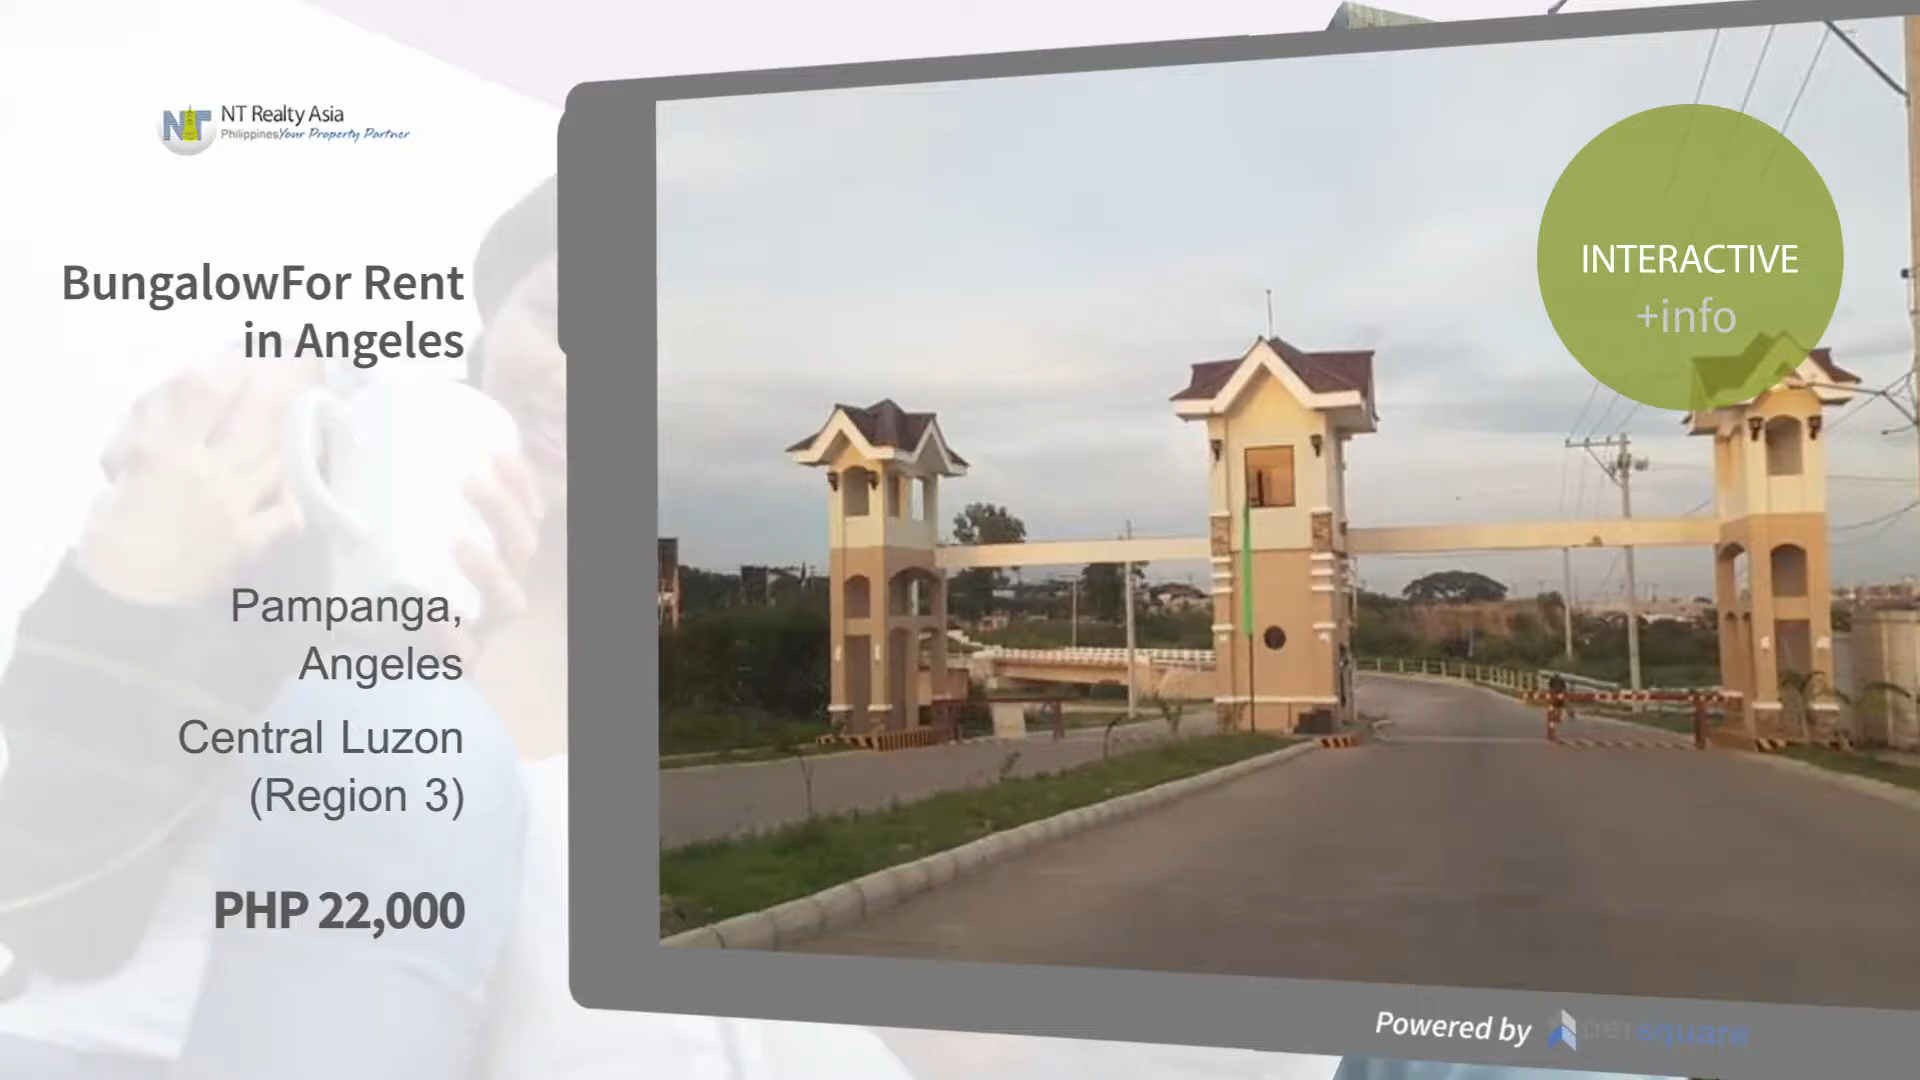 NT Realty Asia
Philippines Your Property Partner
BungalowFor Rent
in Angeles
Pampanga,
Angeles
Central Luzon
(Region 3)
PHP 22,000
INTERACTIVE
+info
Powered by persquare